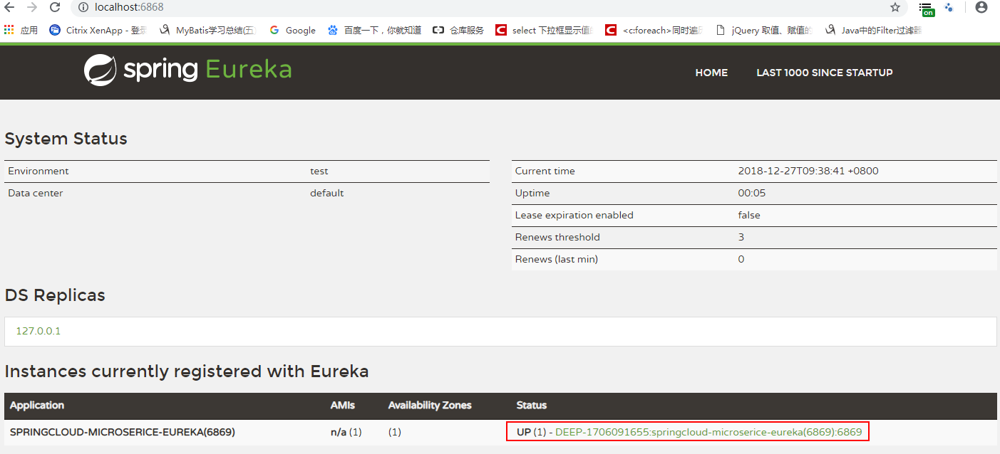 localhost:6868
on
应用 Citrix XenApp - 登录 MyBatis学习总结(五 Google 百度一下，你就知道 仓库服务 select 下拉框显示值 <c:foreach>同时遍历 jQuery 取值、赋值的 Java中的Filter过滤器
spring Eureka HOME LAST 1000 SINCE STARTUP
System Status
Environment test Current time 2018-12-27T09:38:41 +0800
Data center default Uptime 00:05
Lease expiration enabled false
Renews threshold 3
Renews (last min) 0
DS Replicas
127.0.0.1
Instances currently registered with Eureka
Application AMIs Availability Zones Status
SPRINGCLOUD-MICROSERICE-EUREKA(6869) n/a (1) (1) UP (1) - DEEP-1706091655:springcloud-microserice-eureka(6869):6869